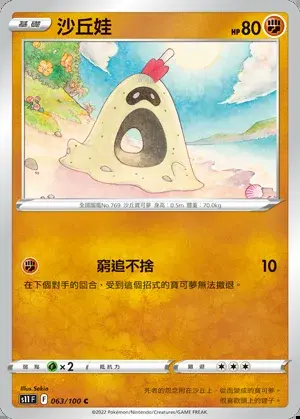 基礎 沙丘娃 HP80
全國圖鑑No.769 沙丘寶可夢 身高：0.5m 體重：70.0kg
窮追不捨 10
在下個對手的回合，受到這個招式的寶可夢無法撤退。
弱點 ×2 抵抗力 撤退
Illus. Sekio
s11 F F 063/100 C
©2022 Pokémon/Nintendo/Creatures/GAME FREAK.